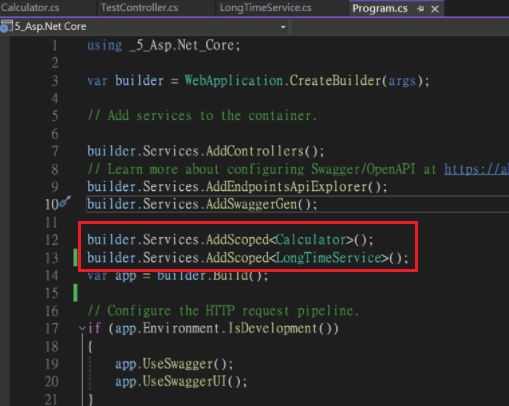 Calculator.cs TestController.cs LongTimeService.cs Program.cs
5_Asp.Net Core
1 using _5_Asp.Net_Core;
2
3 var builder = WebApplication.CreateBuilder(args);
4
5 // Add services to the container.
6
7 builder.Services.AddControllers();
8 // Learn more about configuring Swagger/OpenAPI at
9 builder.Services.AddEndpointsApiExplorer();
10 builder.Services.AddSwaggerGen();
11
12 builder.Services.AddScoped<Calculator>();
13 builder.Services.AddScoped<LongTimeService>();
14 var app = builder.Build();
15
16 // Configure the HTTP request pipeline.
17 if (app.Environment.IsDevelopment())
18 {
19 app.UseSwagger();
20 app.UseSwaggerUI();
21 }